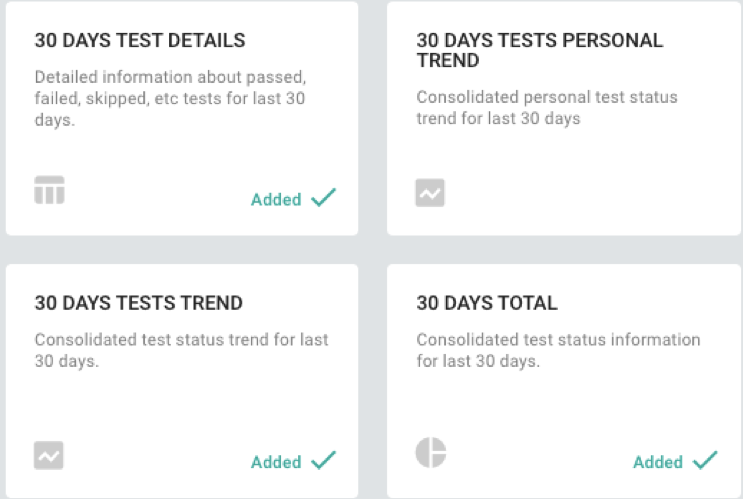 30 DAYS TEST DETAILS
Detailed information about passed,
failed, skipped, etc tests for last 30
days.
Added
30 DAYS TESTS PERSONAL
TREND
Consolidated personal test status
trend for last 30 days
30 DAYS TESTS TREND
Consolidated test status trend for last
30 days.
Added
30 DAYS TOTAL
Consolidated test status information
for last 30 days.
Added